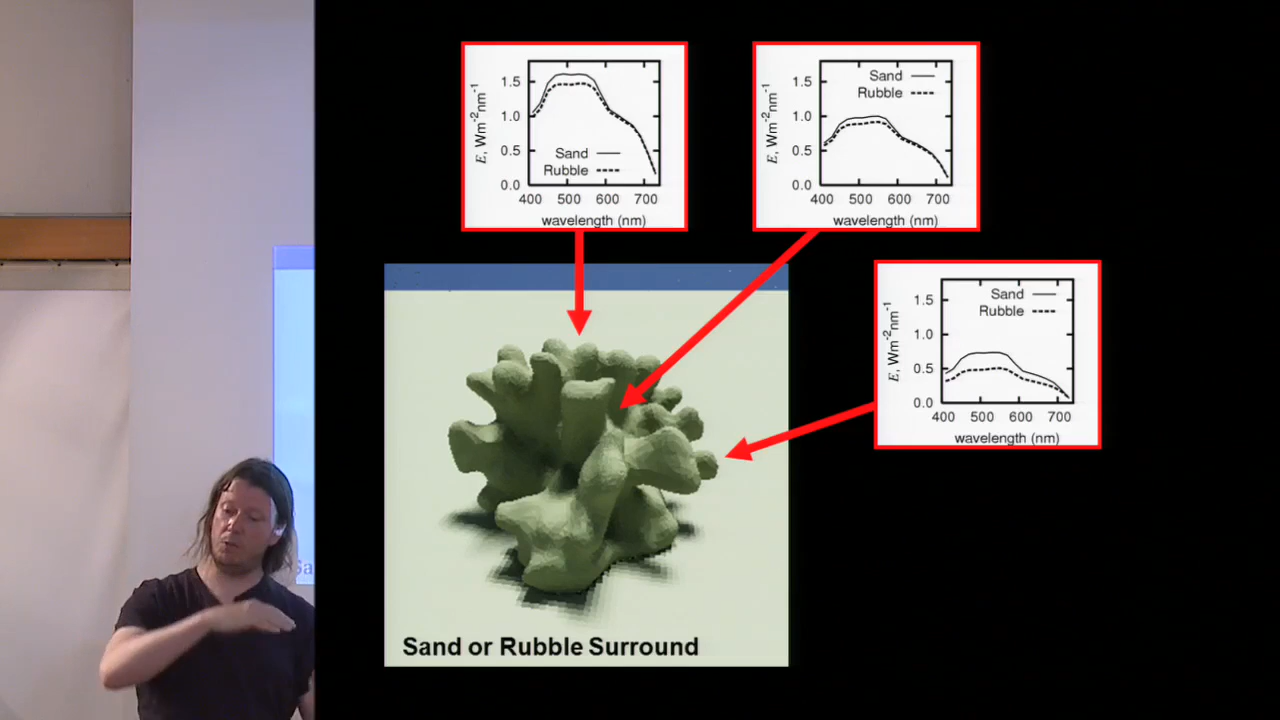 1.5
1.0
0.5
0.0
E, Wm-2nm-1
Sand
Rubble
400 500 600 700
wavelength (nm)
1.5
1.0
0.5
0.0
E, Wm-2nm-1
Sand
Rubble
400 500 600 700
wavelength (nm)
1.5
1.0
0.5
0.0
E, Wm-2nm-1
Sand
Rubble
400 500 600 700
wavelength (nm)
Sand or Rubble Surround